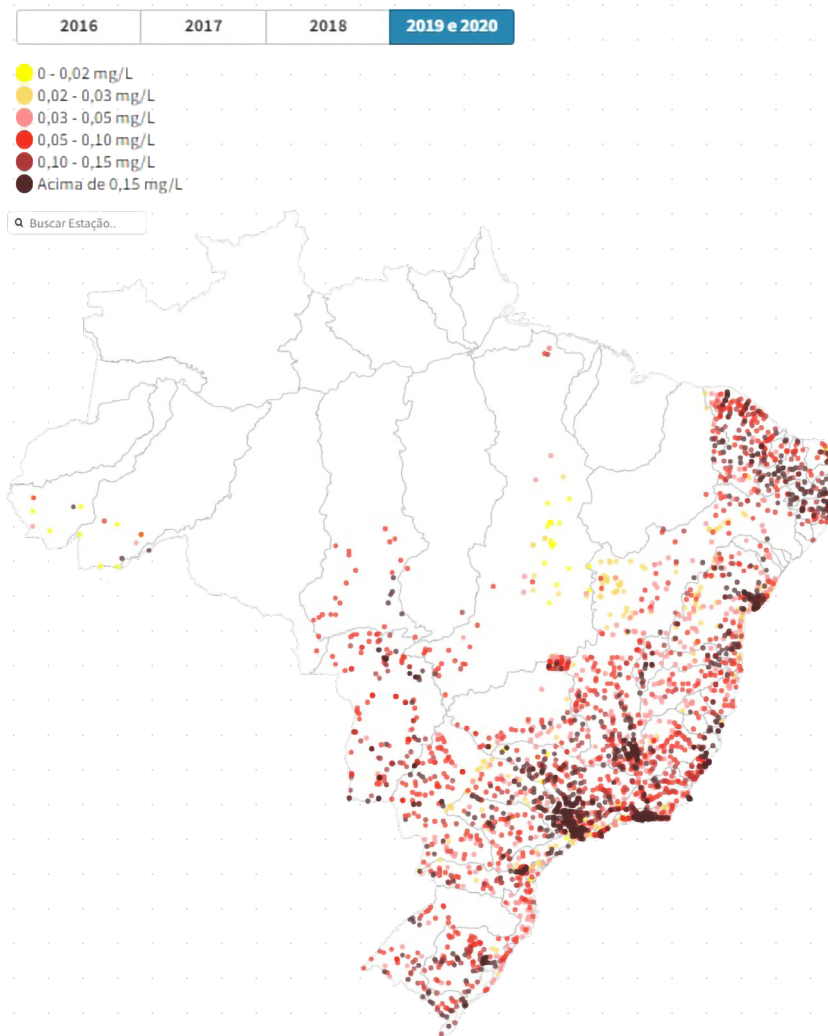 2016 2017 2018 2019 e 2020
0 - 0,02 mg/L
0,02 - 0,03 mg/L
0,03 - 0,05 mg/L
0,05 - 0,10 mg/L
0,10 - 0,15 mg/L
Acima de 0,15 mg/L
Buscar Estação..